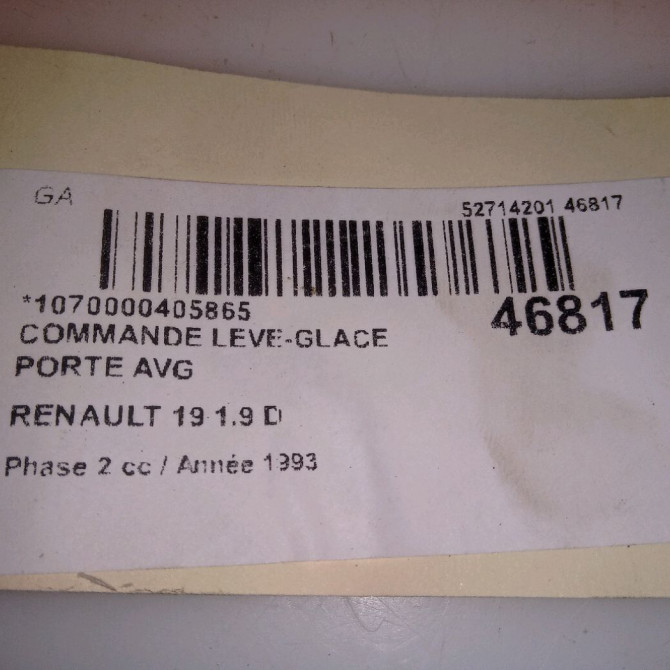 GA
52714201 46817
*1070000405865
46817
COMMANDE LEVE-GLACE
PORTE AVG
RENAULT 19 1.9 D
Phase 2 cc / Année 1993